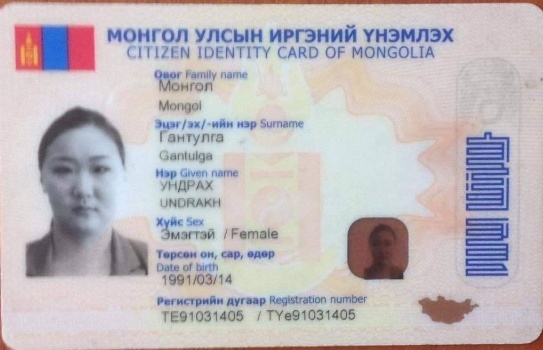 МОНГОЛ УЛСЫН ИРГЭНИЙ ҮНЭМЛЭХ
CITIZEN IDENTITY CARD OF MONGOLIA
Овог Family name
Монгол
Mongol
Эцэг/эх/-ийн нэр Surname
Гантулга
Gantulga
Нэр Given name
УНДРАХ
UNDRAKH
Хүйс Sex
Эмэгтэй / Female
Төрсөн он, сар, өдөр
Date of birth
1991/03/14
Регистрийн дугаар Registration number
ТЕ91031405 / TYe91031405